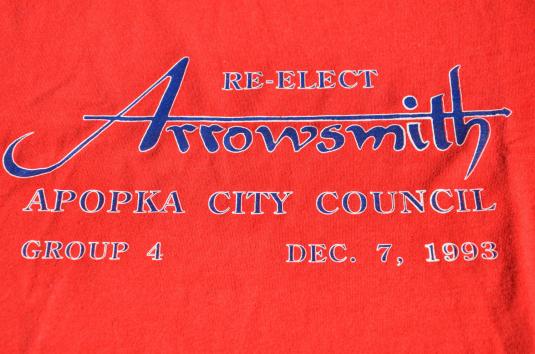 RE-ELECT
Arrowsmith
APOPKA CITY COUNCIL
GROUP 4 DEC. 7, 1993